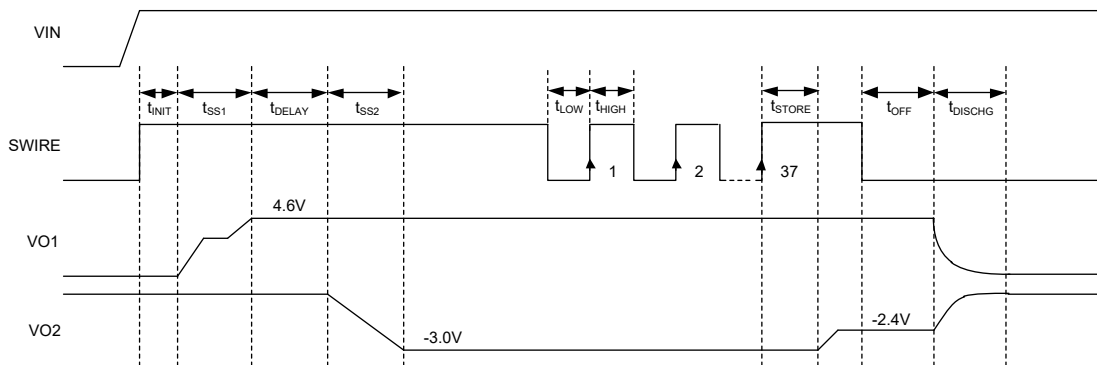 VIN
tINIT
tSS1
tDELAY
tSS2
tLOW
tHIGH
tSTORE
tOFF
tDISCHG
SWIRE
1
2
37
4.6V
VO1
VO2
-3.0V
-2.4V